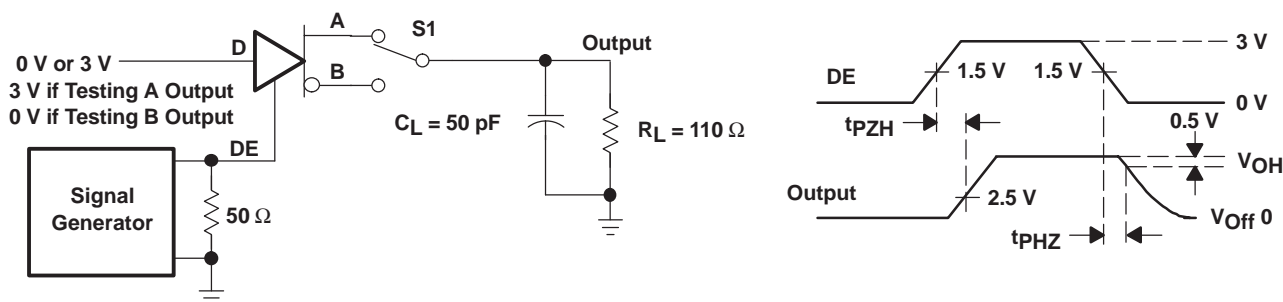 A
S1
D
0 V or 3 V
3 V if Testing A Output
0 V if Testing B Output
B
Output
CL = 50 pF
RL = 110 Ω
DE
Signal
Generator
50 Ω
3 V
DE
1.5 V
1.5 V
0 V
tPZH
0.5 V
VOH
Output
2.5 V
VOff 0
tPHZ